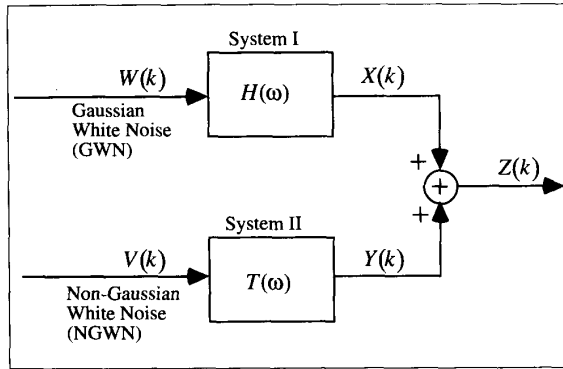 System I
W(k)
H(ω)
X(k)
Gaussian
White Noise
(GWN)
+
+
Z(k)
+
System II
V(k)
T(ω)
Y(k)
Non-Gaussian
White Noise
(NGWN)